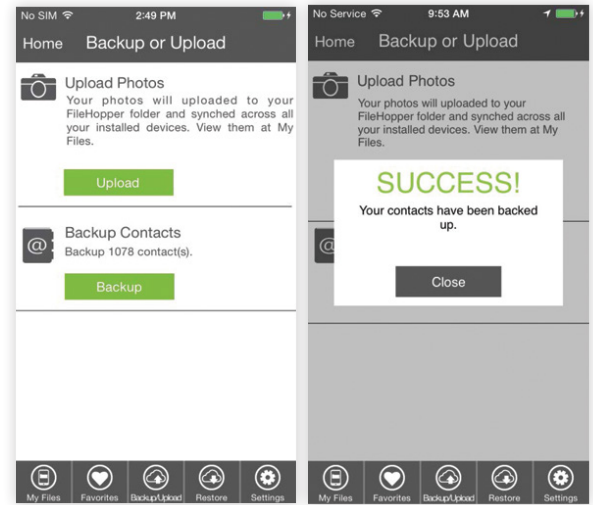 No SIM 2:49 PM
Home Backup or Upload
Upload Photos
Your photos will uploaded to your
FileHopper folder and synched across all
your installed devices. View them at My
Files.
Upload
@
Backup Contacts
Backup 1078 contact(s).
Backup
My Files Favorites Backup/Upload Restore Settings
No Service 9:53 AM
Home Backup or Upload
Upload Photos
Your photos will uploaded to your
FileHopper folder and synched across all
your installed devices. View them at My
Files.
SUCCESS!
Your contacts have been backed
up.
@
Close
My Files Favorites Backup/Upload Restore Settings